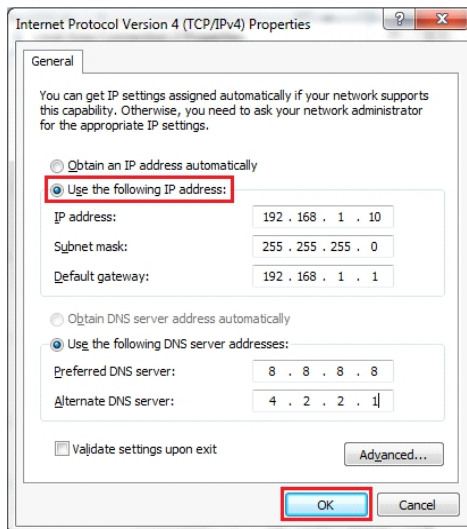 Internet Protocol Version 4 (TCP/IPv4) Properties
General
You can get IP settings assigned automatically if your network supports
this capability. Otherwise, you need to ask your network administrator
for the appropriate IP settings.
Obtain an IP address automatically
Use the following IP address:
IP address: 192 . 168 . 1 . 10
Subnet mask: 255 . 255 . 255 . 0
Default gateway: 192 . 168 . 1 . 1
Obtain DNS server address automatically
Use the following DNS server addresses:
Preferred DNS server: 8 . 8 . 8 . 8
Alternate DNS server: 4 . 2 . 2 . 1
Validate settings upon exit
Advanced...
OK Cancel